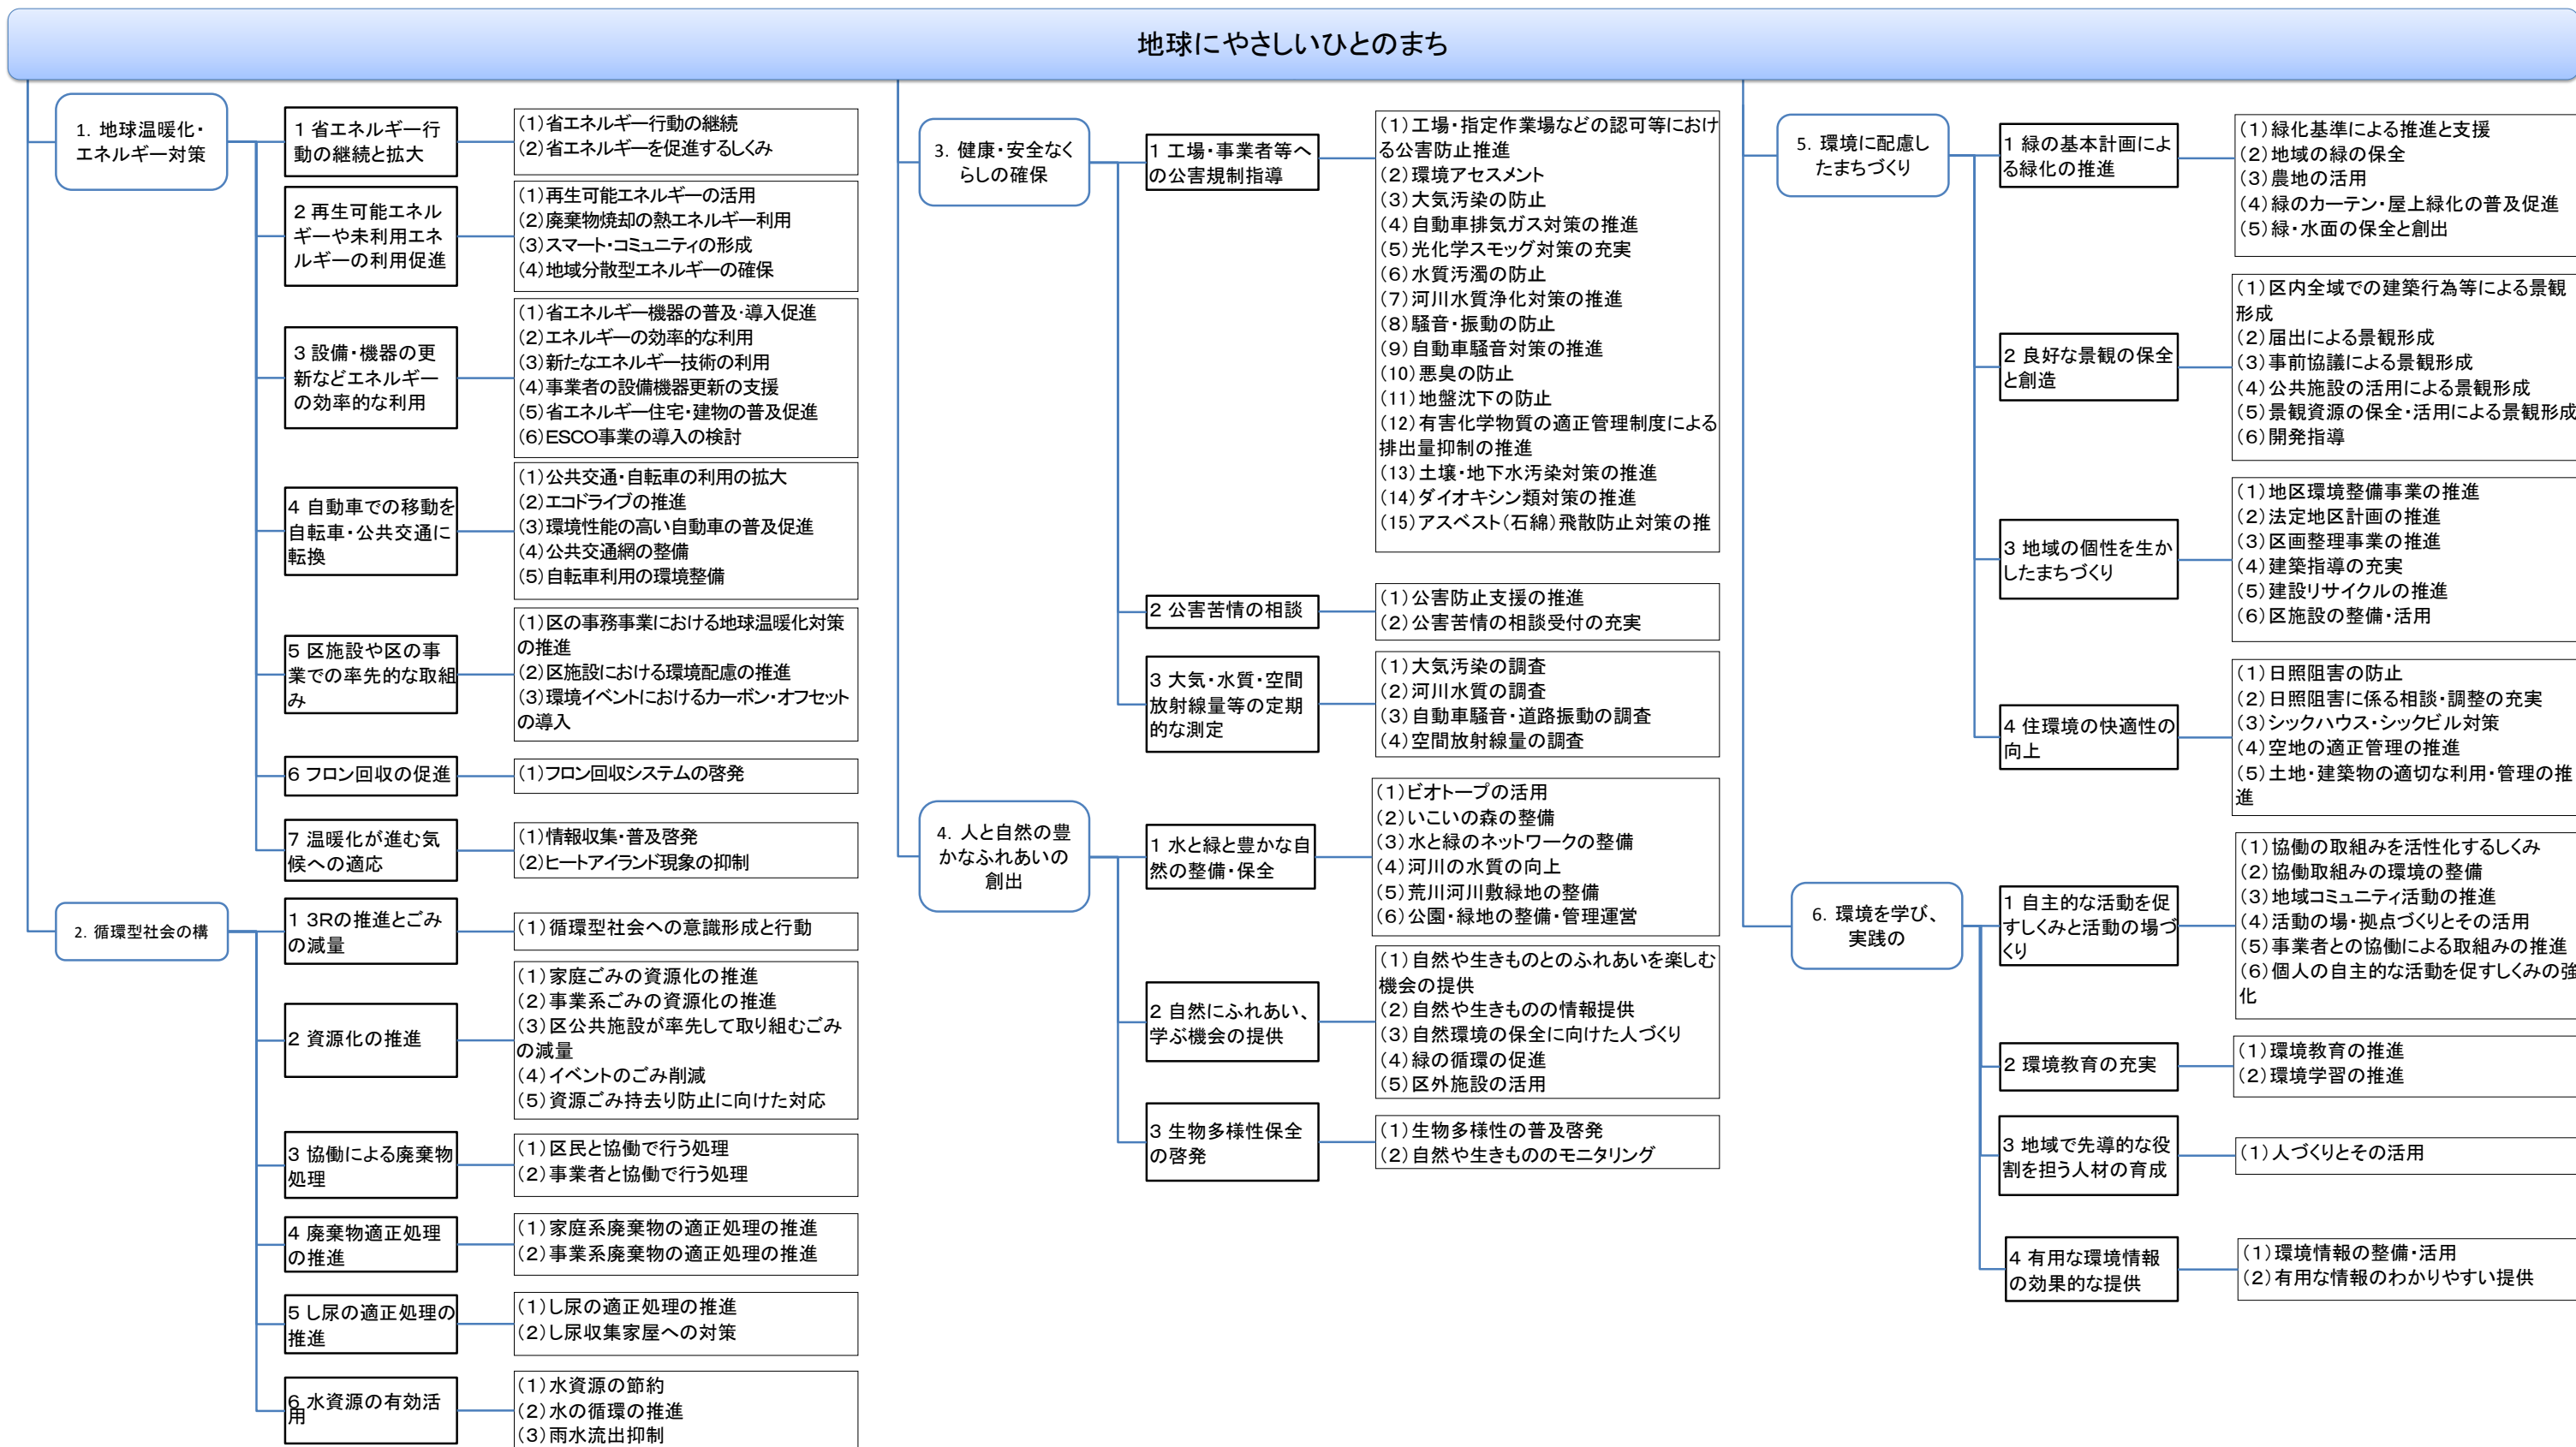 地球にやさしいひとのまち
1. 地球温暖化・
エネルギー対策
1 省エネルギー行
動の継続と拡大
(1)省エネルギー行動の継続
(2)省エネルギーを促進するしくみ
2 再生可能エネル
ギーや未利用エネ
ルギーの利用促進
(1)再生可能エネルギーの活用
(2)廃棄物焼却の熱エネルギー利用
(3)スマート・コミュニティの形成
(4)地域分散型エネルギーの確保
3 設備・機器の更
新などエネルギー
の効率的な利用
(1)省エネルギー機器の普及・導入促進
(2)エネルギーの効率的な利用
(3)新たなエネルギー技術の利用
(4)事業者の設備機器更新の支援
(5)省エネルギー住宅・建物の普及促進
(6)ESCO事業の導入の検討
4 自動車での移動を
自転車・公共交通に
転換
(1)公共交通・自転車の利用の拡大
(2)エコドライブの推進
(3)環境性能の高い自動車の普及促進
(4)公共交通網の整備
(5)自転車利用の環境整備
5 区施設や区の事
業での率先的な取組
み
(1)区の事務事業における地球温暖化対策
の推進
(2)区施設における環境配慮の推進
(3)環境イベントにおけるカーボン・オフセット
の導入
6 フロン回収の促進
(1)フロン回収システムの啓発
7 温暖化が進む気
候への適応
(1)情報収集・普及啓発
(2)ヒートアイランド現象の抑制
2. 循環型社会の構
1 3Rの推進とごみ
の減量
(1)循環型社会への意識形成と行動
2 資源化の推進
(1)家庭ごみの資源化の推進
(2)事業系ごみの資源化の推進
(3)区公共施設が率先して取り組むごみ
の減量
(4)イベントのごみ削減
(5)資源ごみ持去り防止に向けた対応
3 協働による廃棄物
処理
(1)区民と協働で行う処理
(2)事業者と協働で行う処理
4 廃棄物適正処理
の推進
(1)家庭系廃棄物の適正処理の推進
(2)事業系廃棄物の適正処理の推進
5 し尿の適正処理の
推進
(1)し尿の適正処理の推進
(2)し尿収集家屋への対策
6 水資源の有効活
用
(1)水資源の節約
(2)水の循環の推進
(3)雨水流出抑制
3. 健康・安全なく
らしの確保
1 工場・事業者等へ
の公害規制指導
(1)工場・指定作業場などの認可等におけ
る公害防止推進
(2)環境アセスメント
(3)大気汚染の防止
(4)自動車排気ガス対策の推進
(5)光化学スモッグ対策の充実
(6)水質汚濁の防止
(7)河川水質浄化対策の推進
(8)騒音・振動の防止
(9)自動車騒音対策の推進
(10)悪臭の防止
(11)地盤沈下の防止
(12)有害化学物質の適正管理制度による
排出量抑制の推進
(13)土壌・地下水汚染対策の推進
(14)ダイオキシン類対策の推進
(15)アスベスト(石綿)飛散防止対策の推
2 公害苦情の相談
(1)公害防止支援の推進
(2)公害苦情の相談受付の充実
3 大気・水質・空間
放射線量等の定期
的な測定
(1)大気汚染の調査
(2)河川水質の調査
(3)自動車騒音・道路振動の調査
(4)空間放射線量の調査
4. 人と自然の豊
かなふれあいの
創出
1 水と緑と豊かな自
然の整備・保全
(1)ビオトープの活用
(2)いこいの森の整備
(3)水と緑のネットワークの整備
(4)河川の水質の向上
(5)荒川河川敷緑地の整備
(6)公園・緑地の整備・管理運営
2 自然にふれあい、
学ぶ機会の提供
(1)自然や生きものとのふれあいを楽しむ
機会の提供
(2)自然や生きものの情報提供
(3)自然環境の保全に向けた人づくり
(4)緑の循環の促進
(5)区外施設の活用
3 生物多様性保全
の啓発
(1)生物多様性の普及啓発
(2)自然や生きもののモニタリング
5. 環境に配慮し
たまちづくり
1 緑の基本計画によ
る緑化の推進
(1)緑化基準による推進と支援
(2)地域の緑の保全
(3)農地の活用
(4)緑のカーテン・屋上緑化の普及促進
(5)緑・水面の保全と創出
2 良好な景観の保全
と創造
(1)区内全域での建築行為等による景観
形成
(2)届出による景観形成
(3)事前協議による景観形成
(4)公共施設の活用による景観形成
(5)景観資源の保全・活用による景観形成
(6)開発指導
3 地域の個性を生か
したまちづくり
(1)地区環境整備事業の推進
(2)法定地区計画の推進
(3)区画整理事業の推進
(4)建築指導の充実
(5)建設リサイクルの推進
(6)区施設の整備・活用
4 住環境の快適性の
向上
(1)日照阻害の防止
(2)日照阻害に係る相談・調整の充実
(3)シックハウス・シックビル対策
(4)空地の適正管理の推進
(5)土地・建築物の適切な利用・管理の推
進
6. 環境を学び、
実践の
1 自主的な活動を促
すしくみと活動の場づ
くり
(1)協働の取組みを活性化するしくみ
(2)協働取組みの環境の整備
(3)地域コミュニティ活動の推進
(4)活動の場・拠点づくりとその活用
(5)事業者との協働による取組みの推進
(6)個人の自主的な活動を促すしくみの強
化
2 環境教育の充実
(1)環境教育の推進
(2)環境学習の推進
3 地域で先導的な役
割を担う人材の育成
(1)人づくりとその活用
4 有用な環境情報
の効果的な提供
(1)環境情報の整備・活用
(2)有用な情報のわかりやすい提供